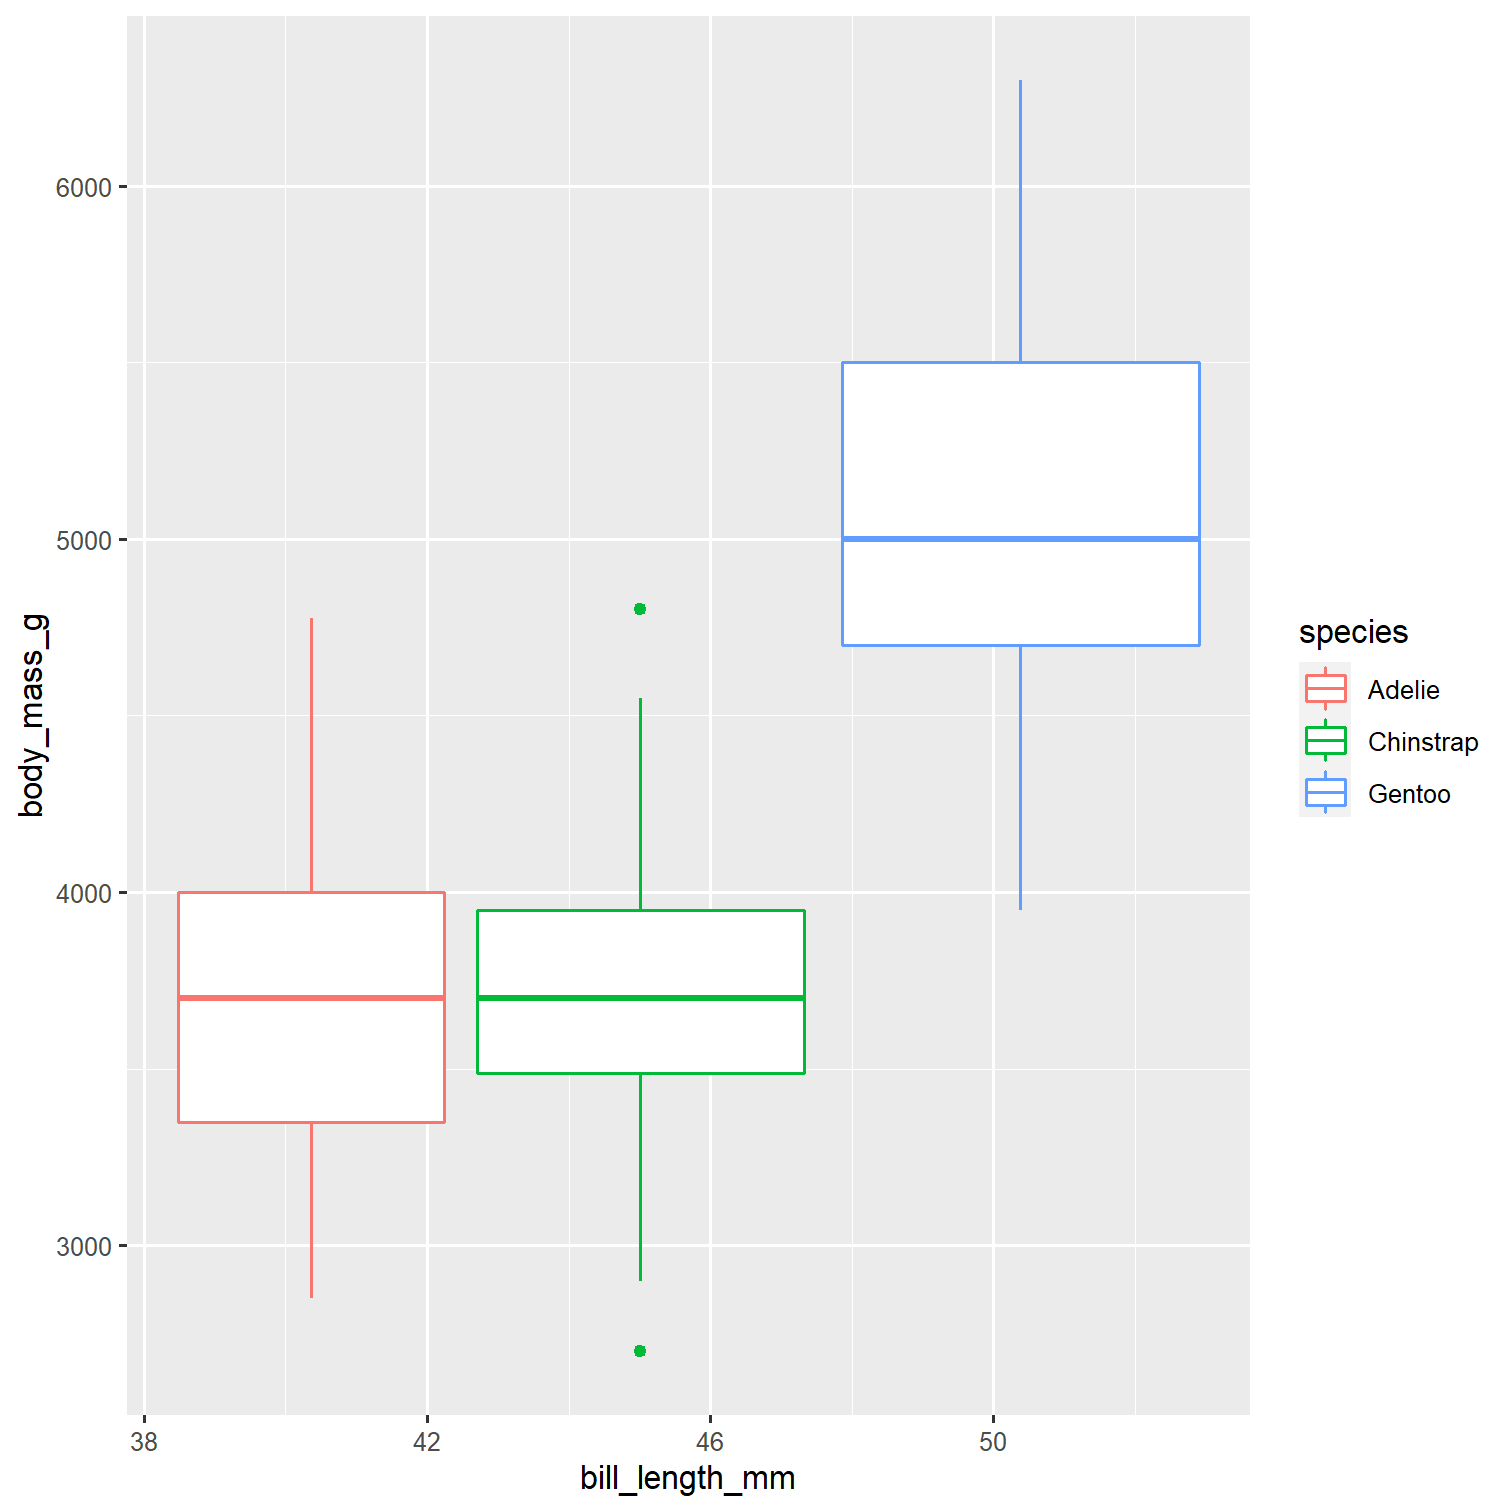 6000
5000
4000
3000
body_mass_g
38 42 46 50
bill_length_mm
species
Adelie
Chinstrap
Gentoo